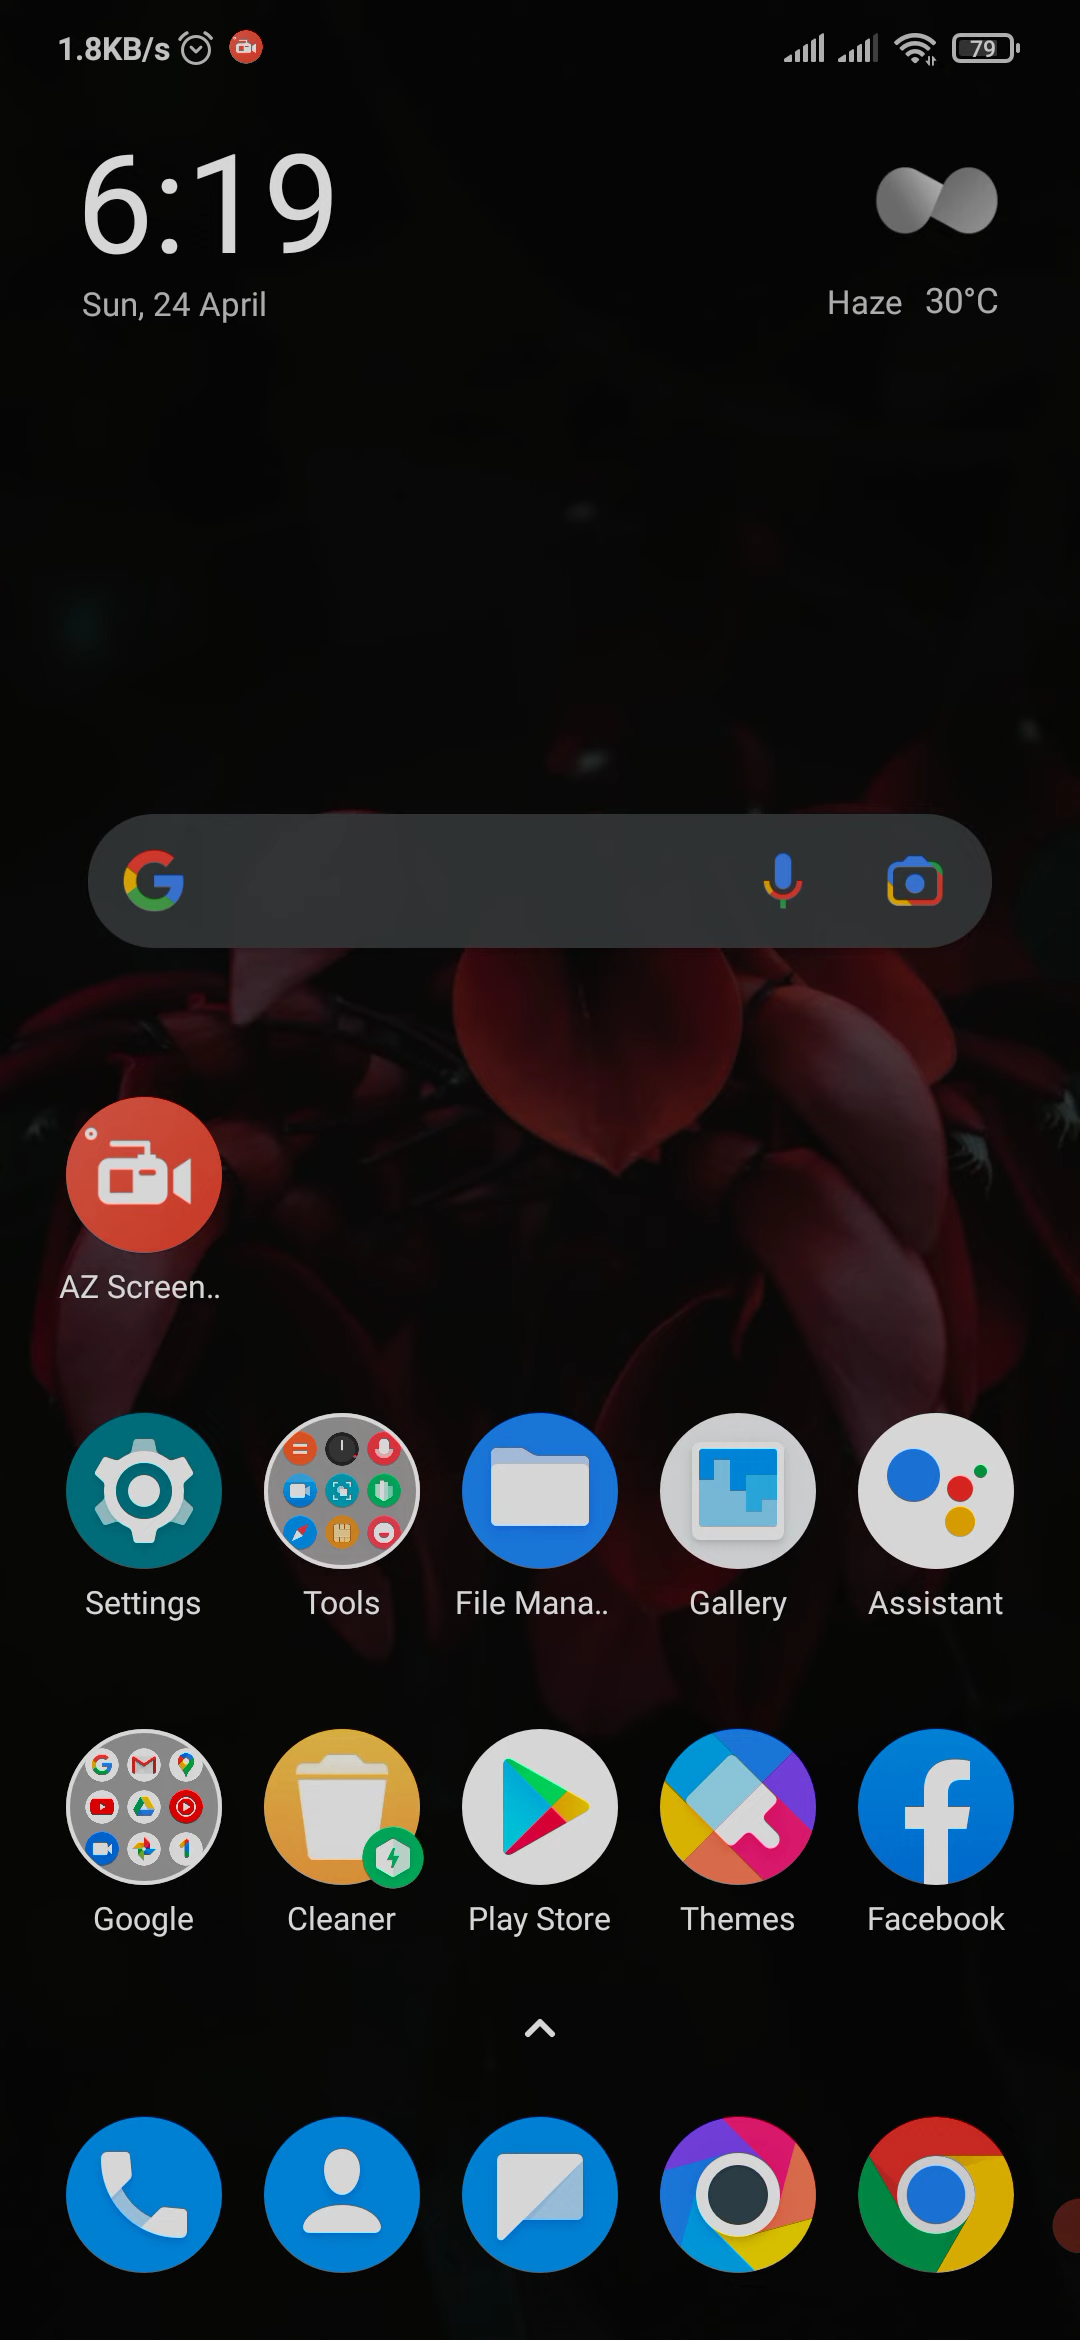 1.8KB/s 79
6:19
Sun, 24 April
Haze 30°C
AZ Screen..
Settings Tools File Mana.. Gallery Assistant
Google Cleaner Play Store Themes Facebook